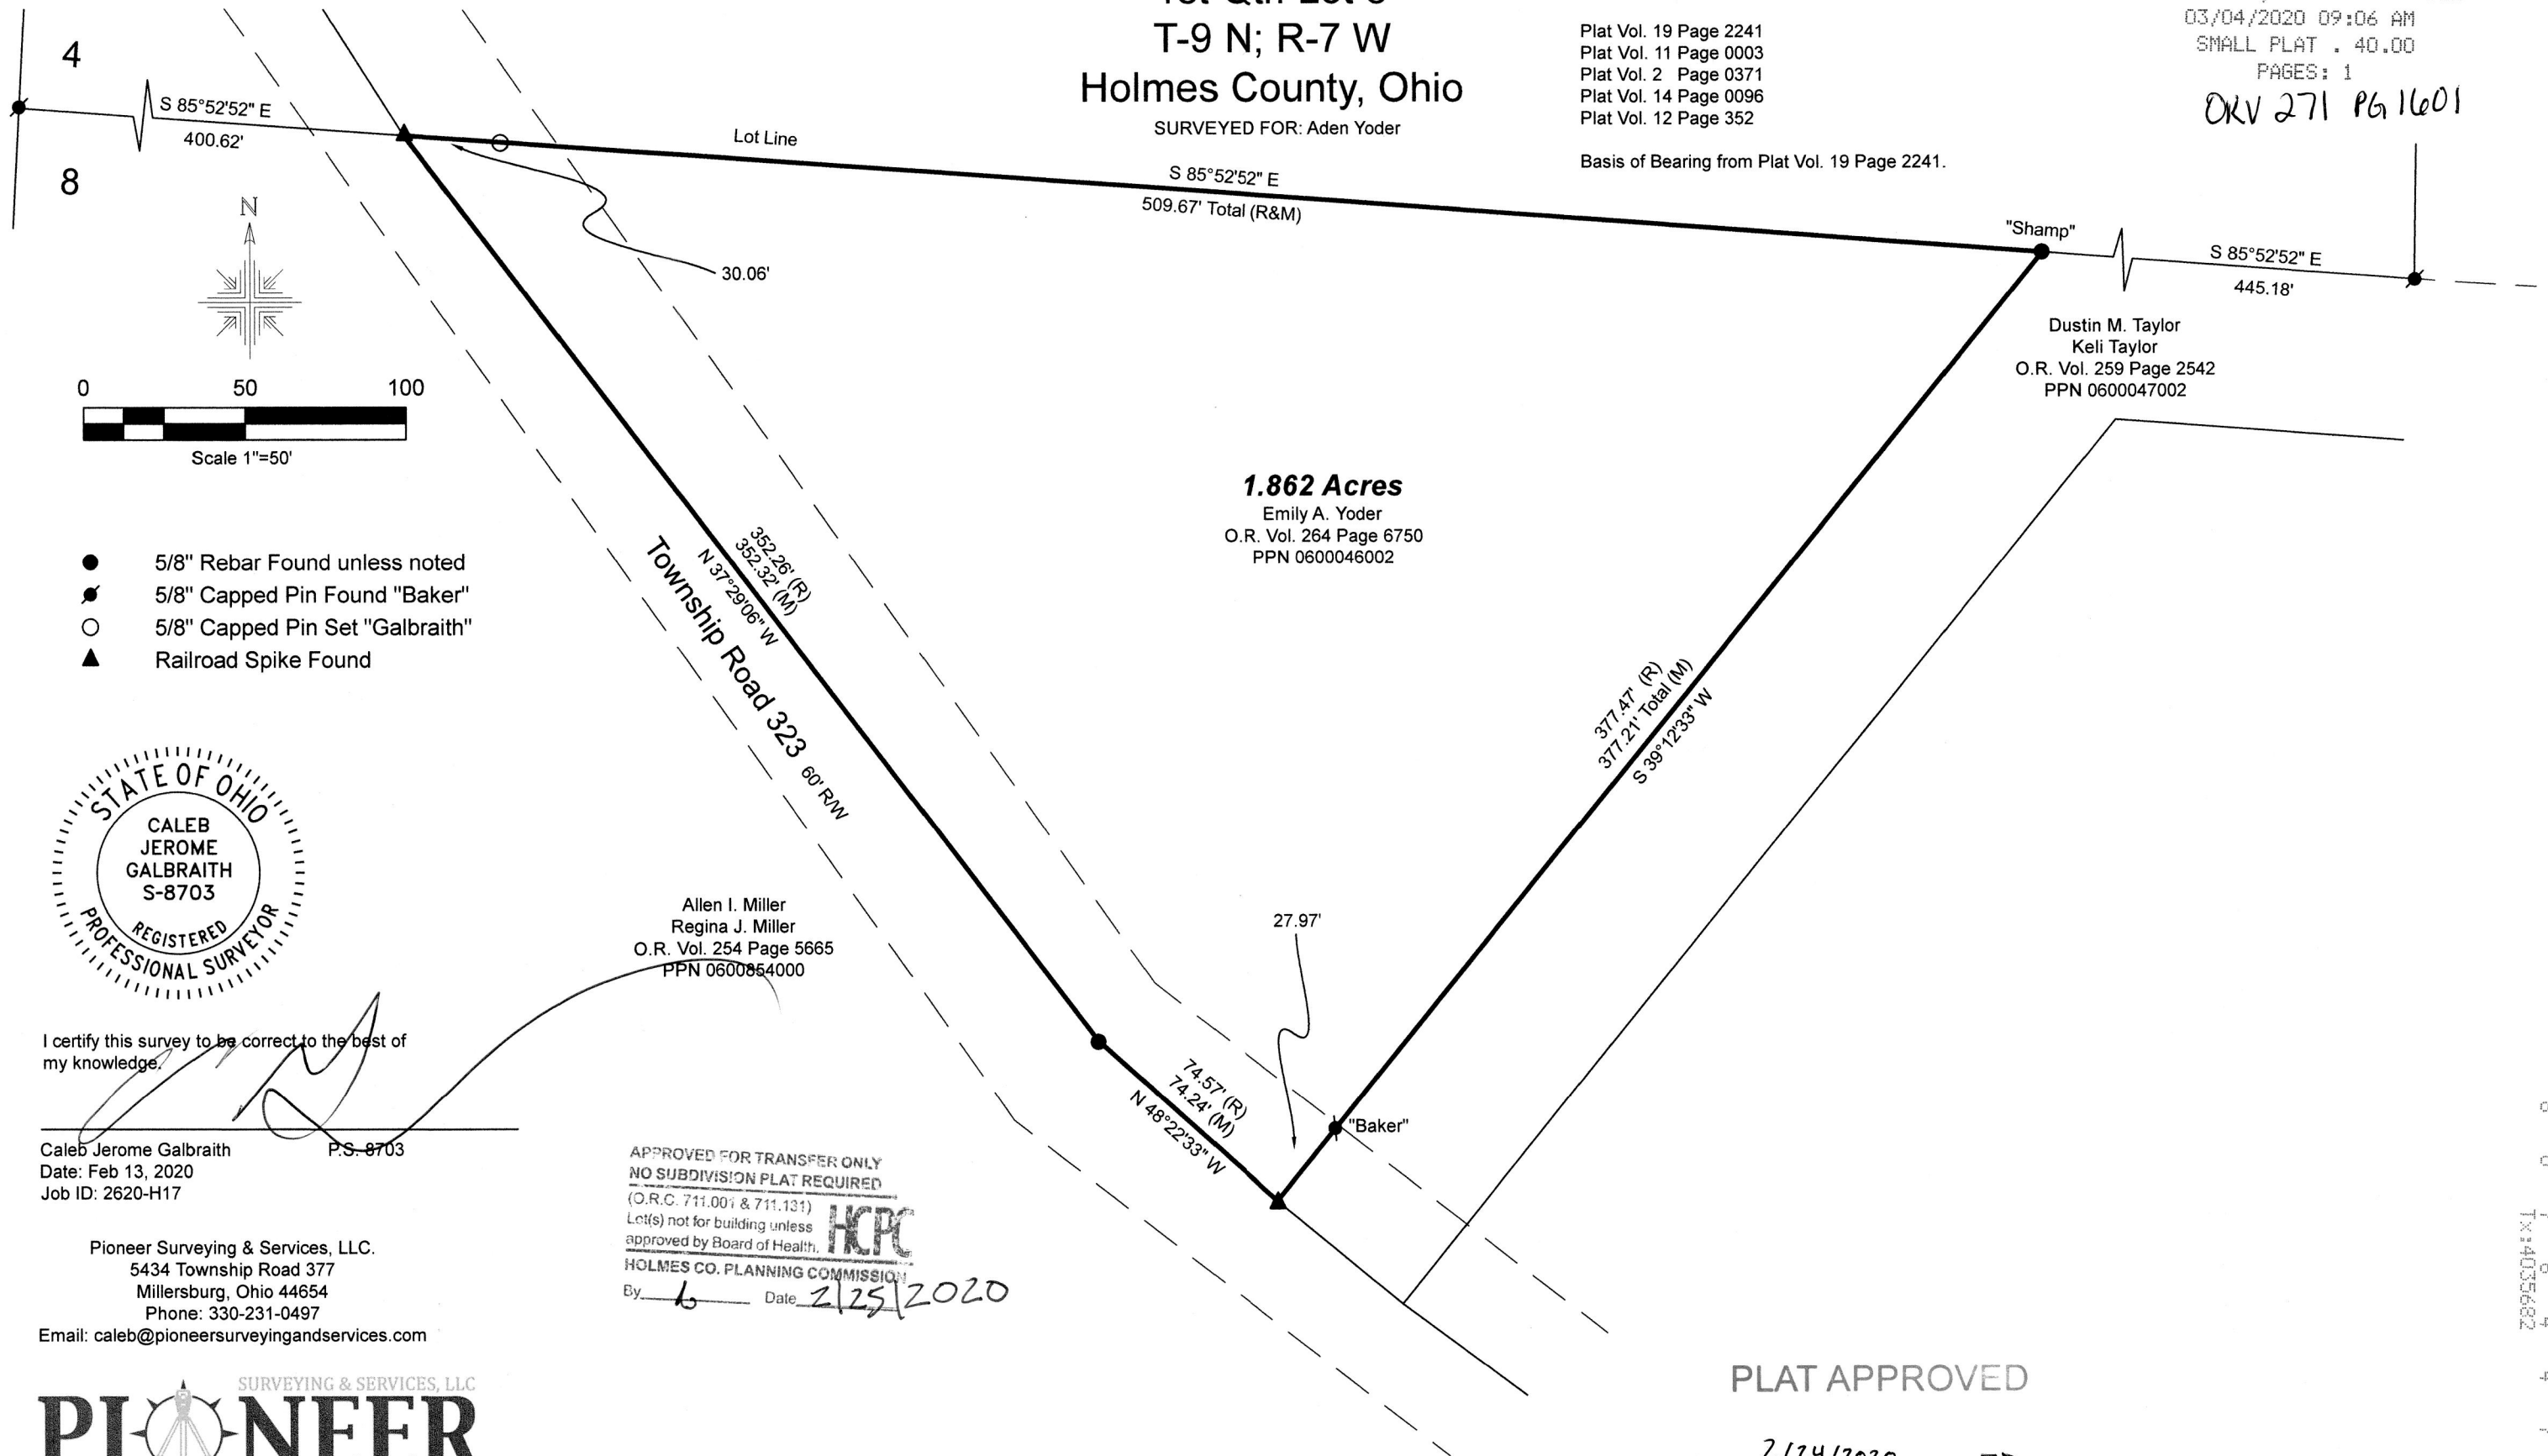 T-9 N; R-7 W
Holmes County, Ohio
SURVEYED FOR: Aden Yoder
Plat Vol. 19 Page 2241
Plat Vol. 11 Page 0003
Plat Vol. 2 Page 0371
Plat Vol. 14 Page 0096
Plat Vol. 12 Page 352
Basis of Bearing from Plat Vol. 19 Page 2241.
03/04/2020 09:06 AM
SMALL PLAT . 40.00
PAGES: 1
ORV 271 PG 1601
4
8
S 85°52'52" E
400.62'
Lot Line
S 85°52'52" E
509.67' Total (R&M)
30.06'
"Shamp"
S 85°52'52" E
445.18'
Dustin M. Taylor
Keli Taylor
O.R. Vol. 259 Page 2542
PPN 0600047002
N
0 50 100
Scale 1"=50'
5/8" Rebar Found unless noted
5/8" Capped Pin Found "Baker"
5/8" Capped Pin Set "Galbraith"
Railroad Spike Found
1.862 Acres
Emily A. Yoder
O.R. Vol. 264 Page 6750
PPN 0600046002
352.26' (R)
352.32' (M)
N 37°29'06" W
Township Road 323 60' R/W
377.47' (R)
377.21' Total (M)
S 39°12'33" W
STATE OF OHIO
CALEB
JEROME
GALBRAITH
S-8703
REGISTERED
PROFESSIONAL SURVEYOR
Allen I. Miller
Regina J. Miller
O.R. Vol. 254 Page 5665
PPN 0600854000
27.97'
74.57' (R)
74.24' (M)
N 48°22'33" W
"Baker"
I certify this survey to be correct to the best of
my knowledge.
Caleb Jerome Galbraith P.S. 8703
Date: Feb 13, 2020
Job ID: 2620-H17
Pioneer Surveying & Services, LLC.
5434 Township Road 377
Millersburg, Ohio 44654
Phone: 330-231-0497
Email: caleb@pioneersurveyingandservices.com
APPROVED FOR TRANSFER ONLY
NO SUBDIVISION PLAT REQUIRED
(O.R.C. 711.001 & 711.131)
Lot(s) not for building unless
approved by Board of Health.
HCPC
HOLMES CO. PLANNING COMMISSION
By Date 2/25/2020
SURVEYING & SERVICES, LLC
PIONEER
PLAT APPROVED
2/24/2020
Tx:4035682